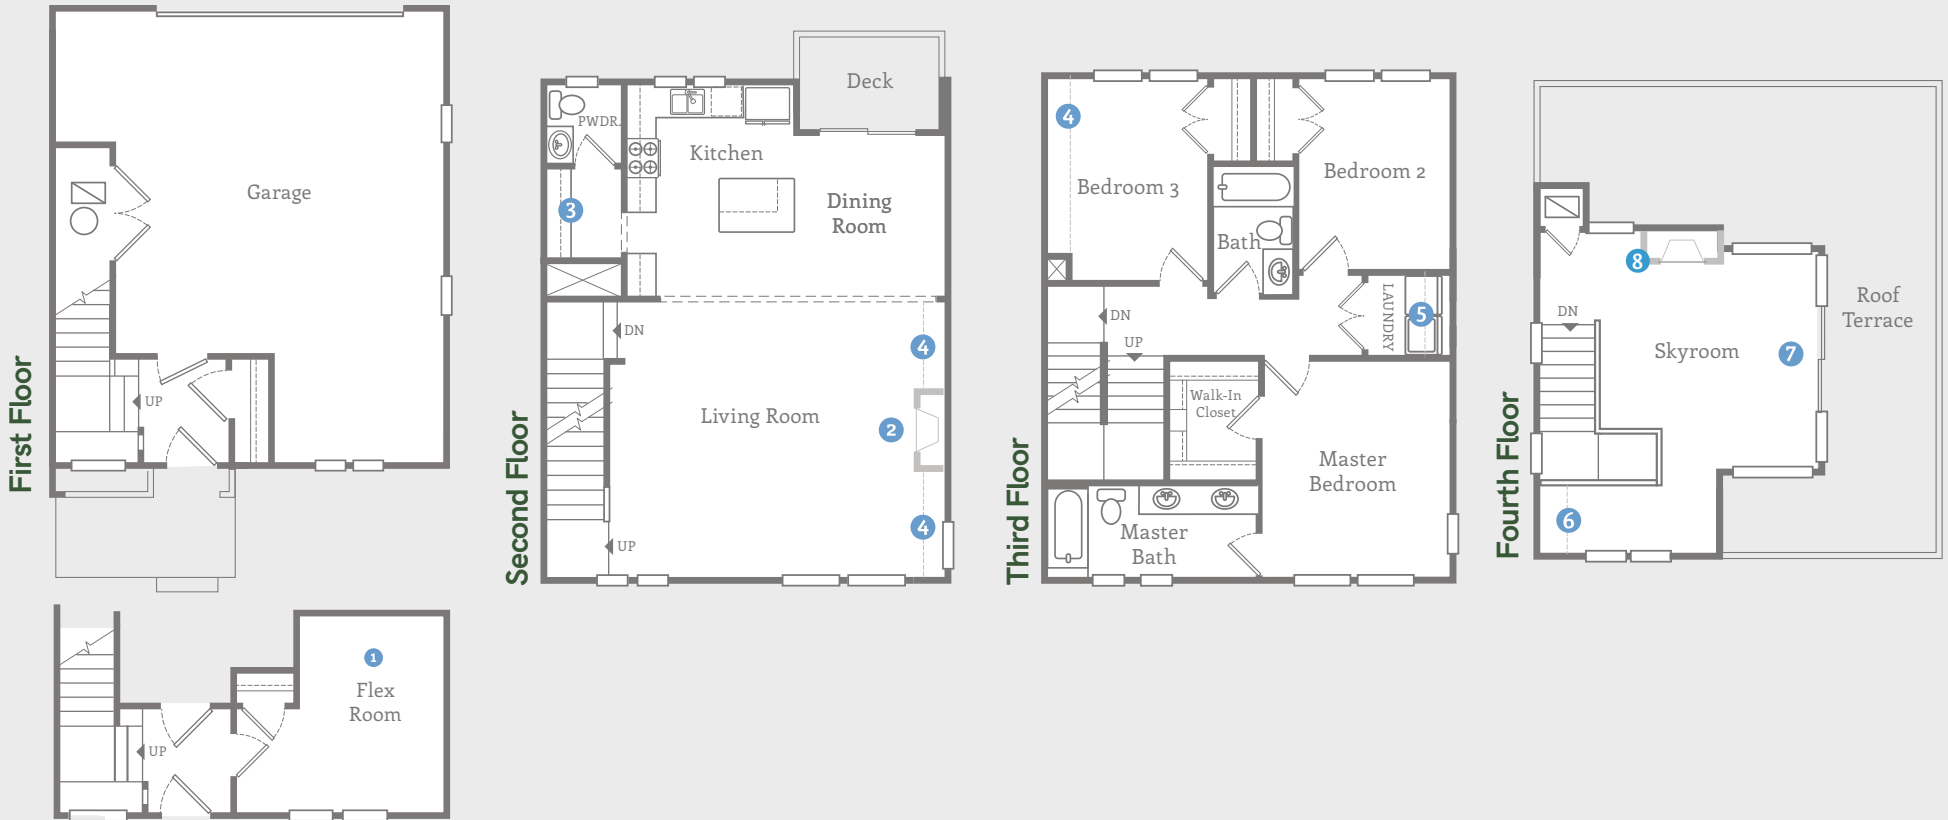 First Floor
Garage
UP
1
Flex
Room
UP
Second Floor
Deck
PWDR.
Kitchen
3
Dining
Room
DN
4
Living Room
2
4
UP
Third Floor
4
Bedroom 3
Bedroom 2
Bath
DN
UP
LAUNDRY
5
Walk-In
Closet
Master
Bedroom
Master
Bath
Fourth Floor
8
DN
Skyroom
7
Roof
Terrace
6